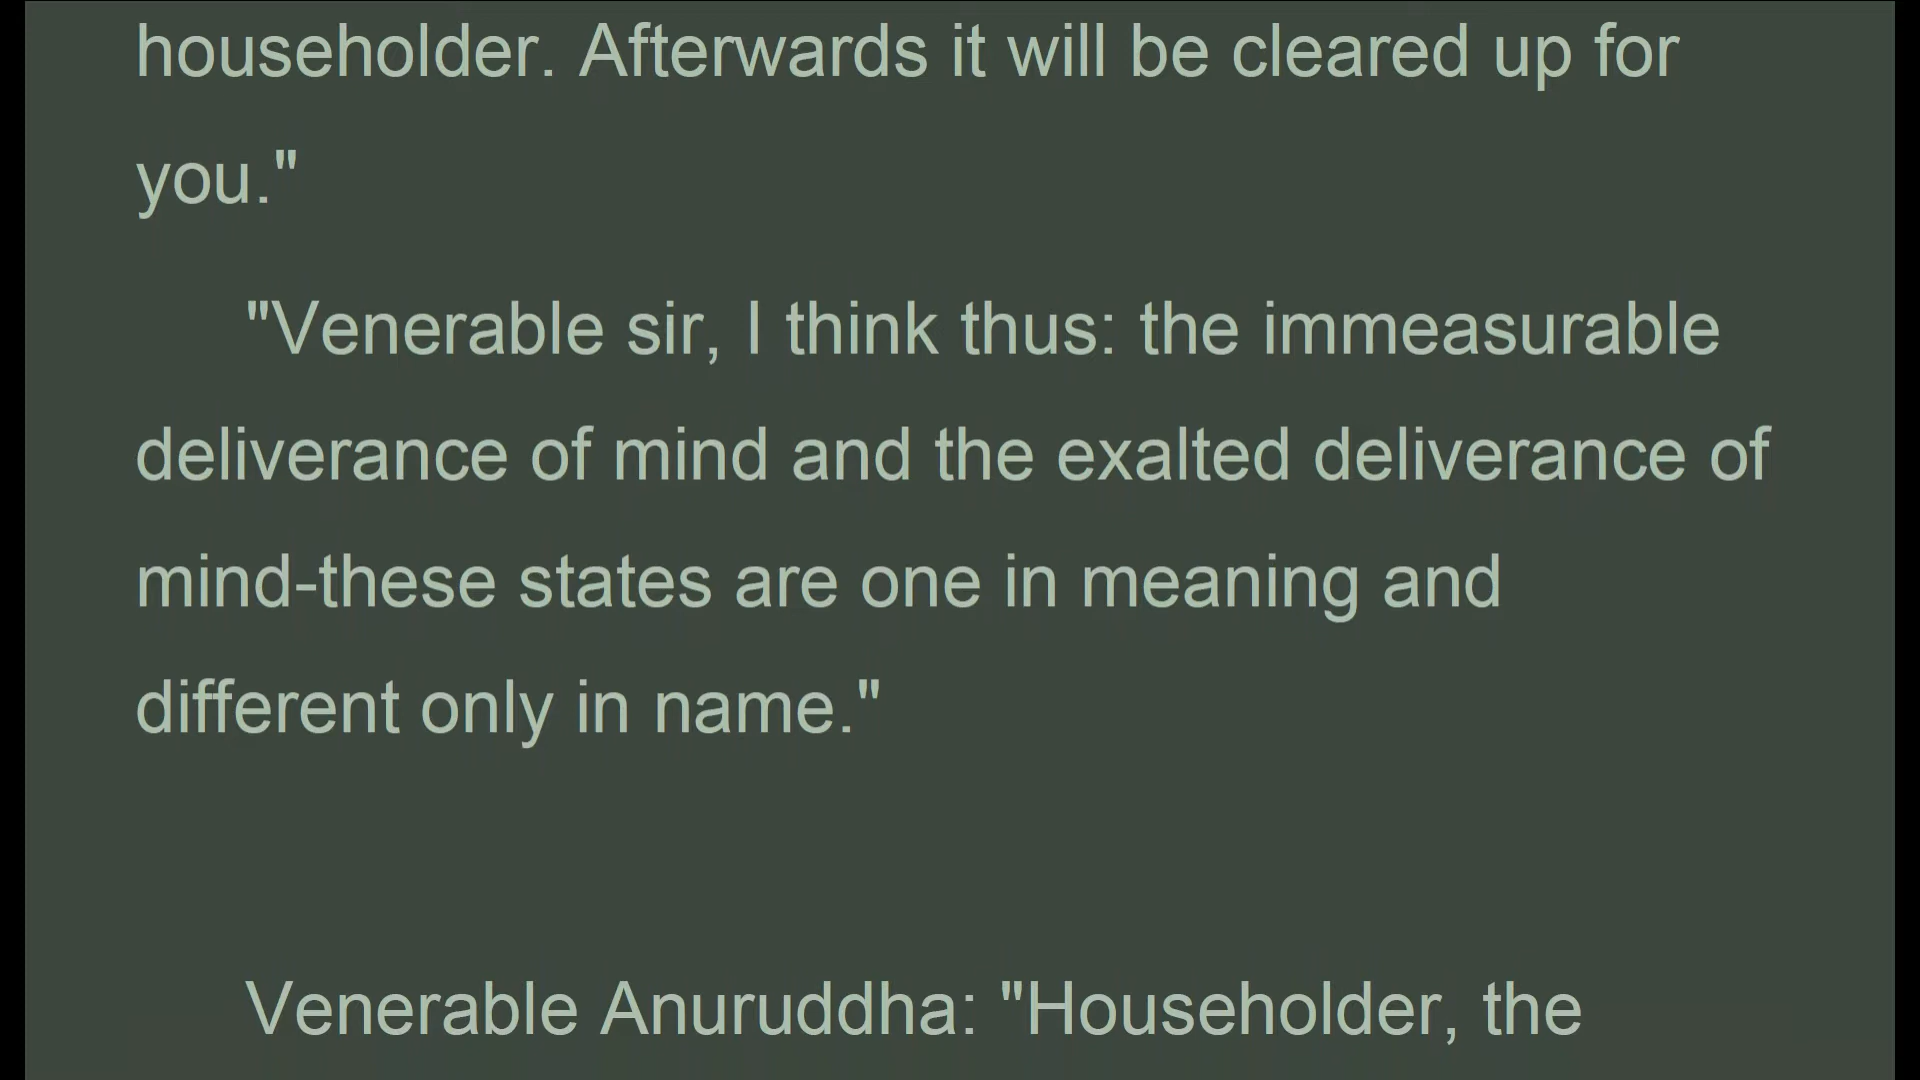 householder. Afterwards it will be cleared up for
you."
"Venerable sir, I think thus: the immeasurable
deliverance of mind and the exalted deliverance of
mind-these states are one in meaning and
different only in name."
Venerable Anuruddha: "Householder, the